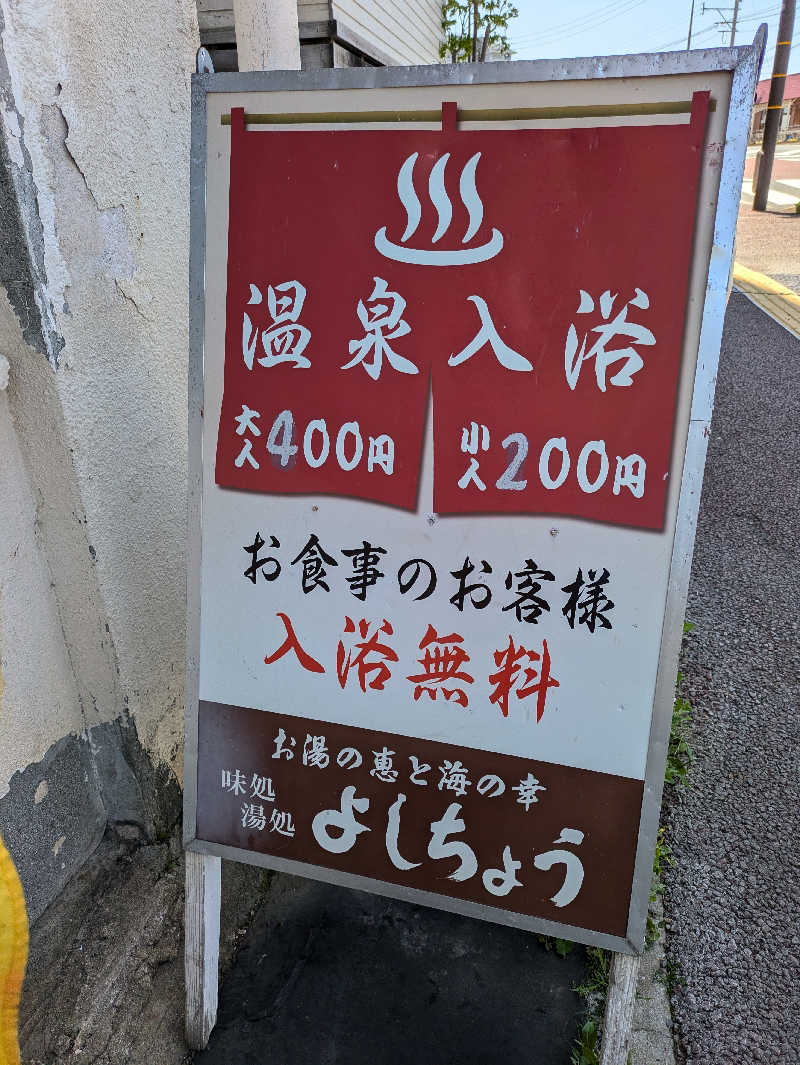 温泉入浴
大人400円 小人200円
お食事のお客様
入浴無料
お湯の恵と海の幸
味処
湯処
よしちょう